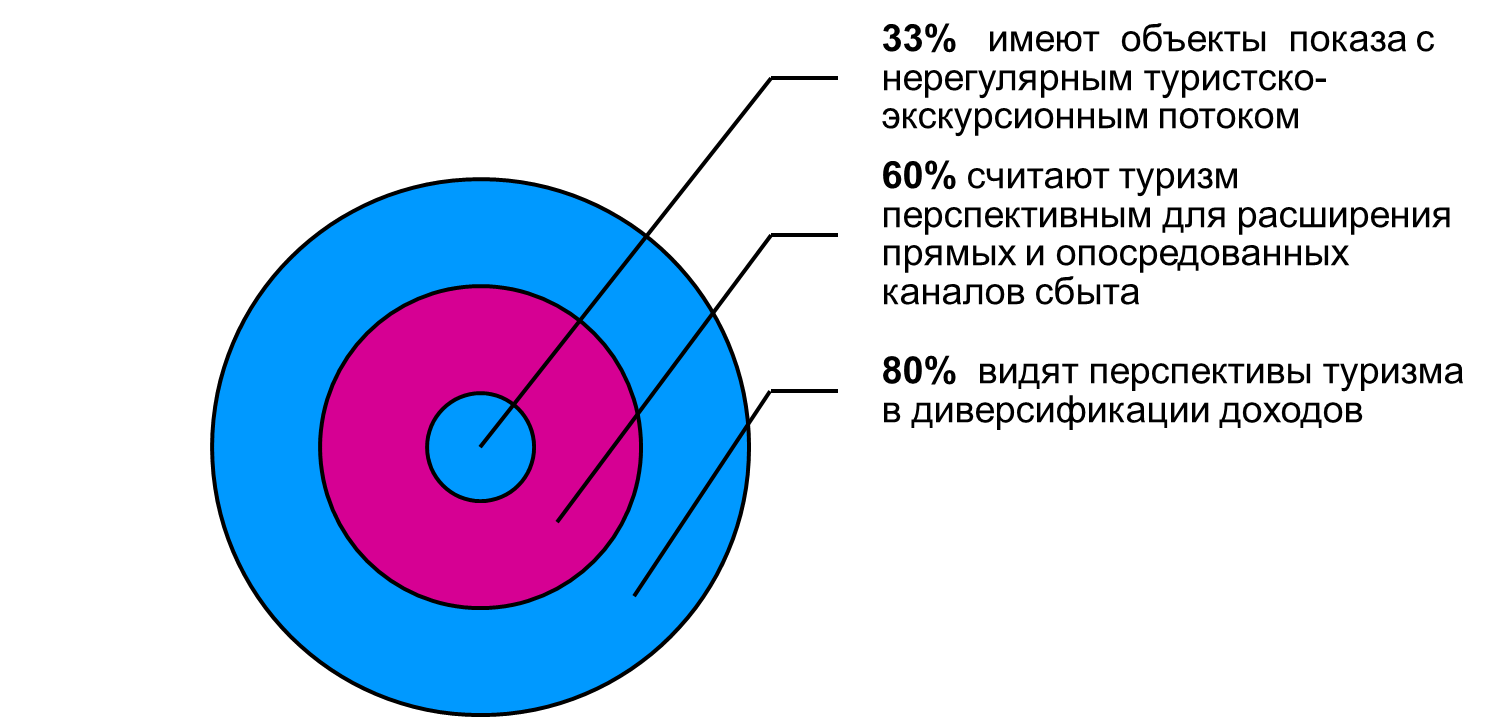 33% имеют объекты показа с
нерегулярным туристско-
экскурсионным потоком
60% считают туризм
перспективным для расширения
прямых и опосредованных
каналов сбыта
80% видят перспективы туризма
в диверсификации доходов